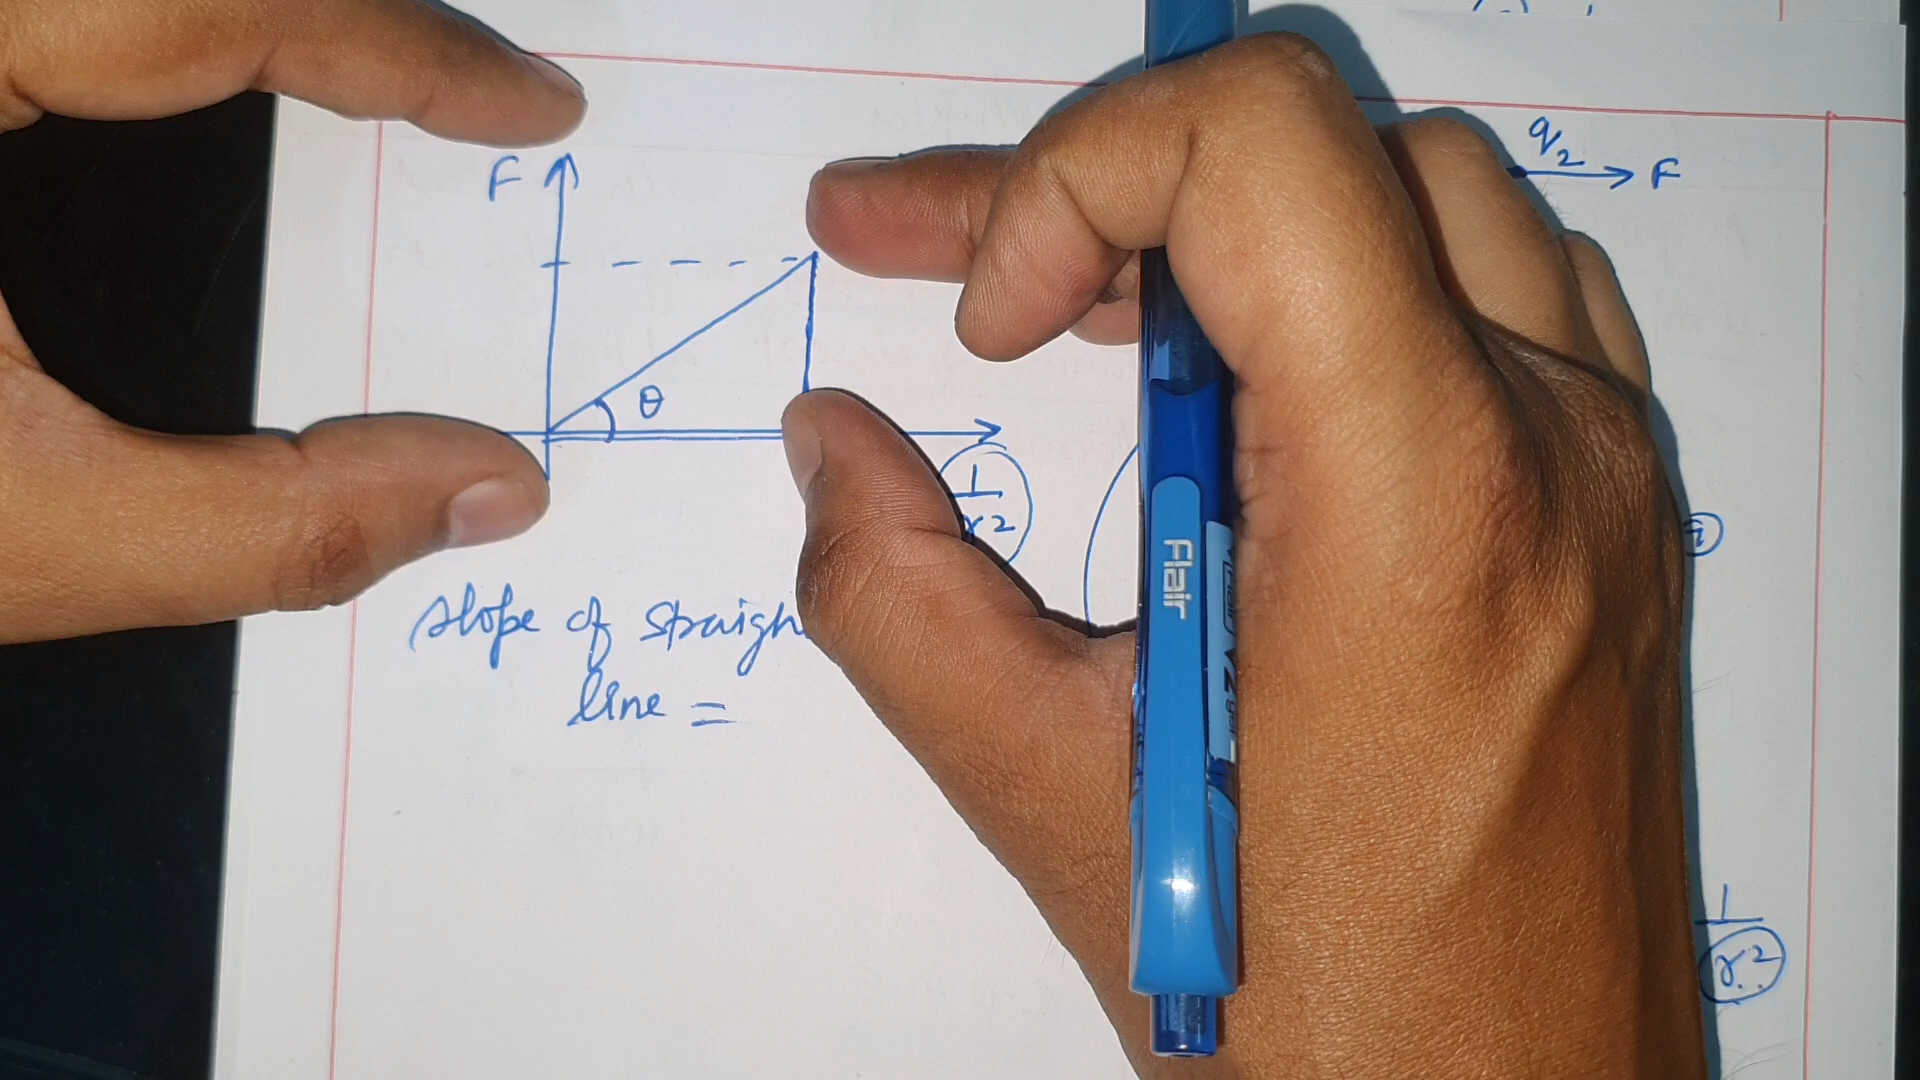 q₂
F
F
θ
1
r²
slope of straigh
line =
Flair
1
r²